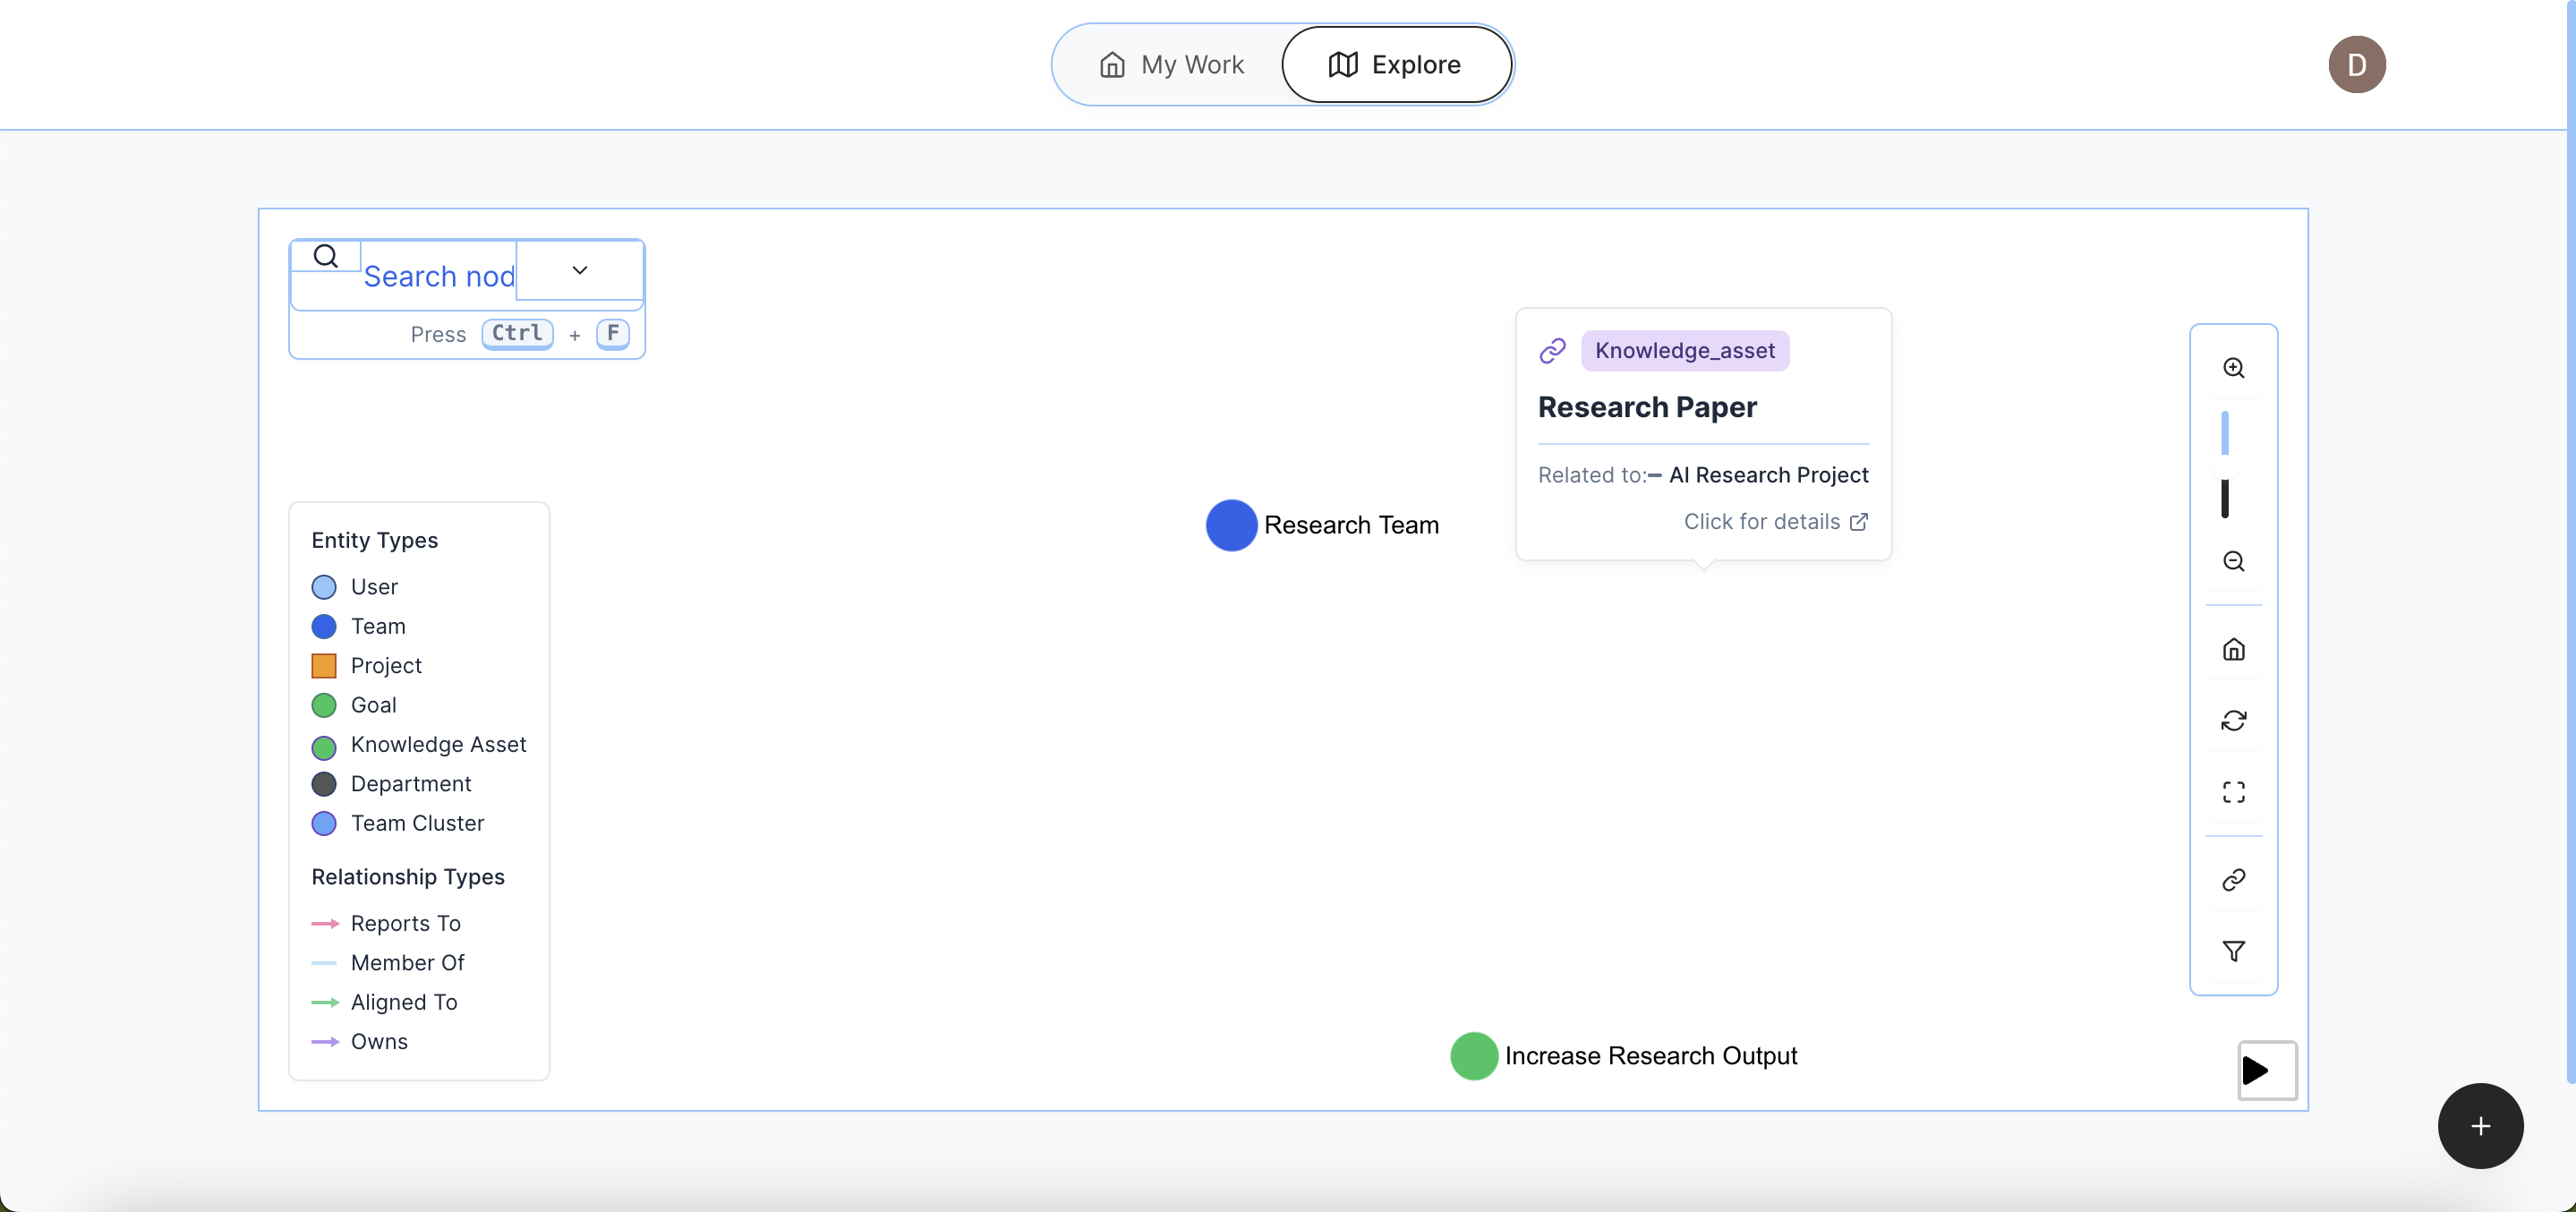 My Work
Explore
D
Search nod
Press Ctrl + F
Knowledge_asset
Research Paper
Related to: AI Research Project
Click for details
Research Team
Entity Types
User
Team
Project
Goal
Knowledge Asset
Department
Team Cluster
Relationship Types
Reports To
Member Of
Aligned To
Owns
Increase Research Output